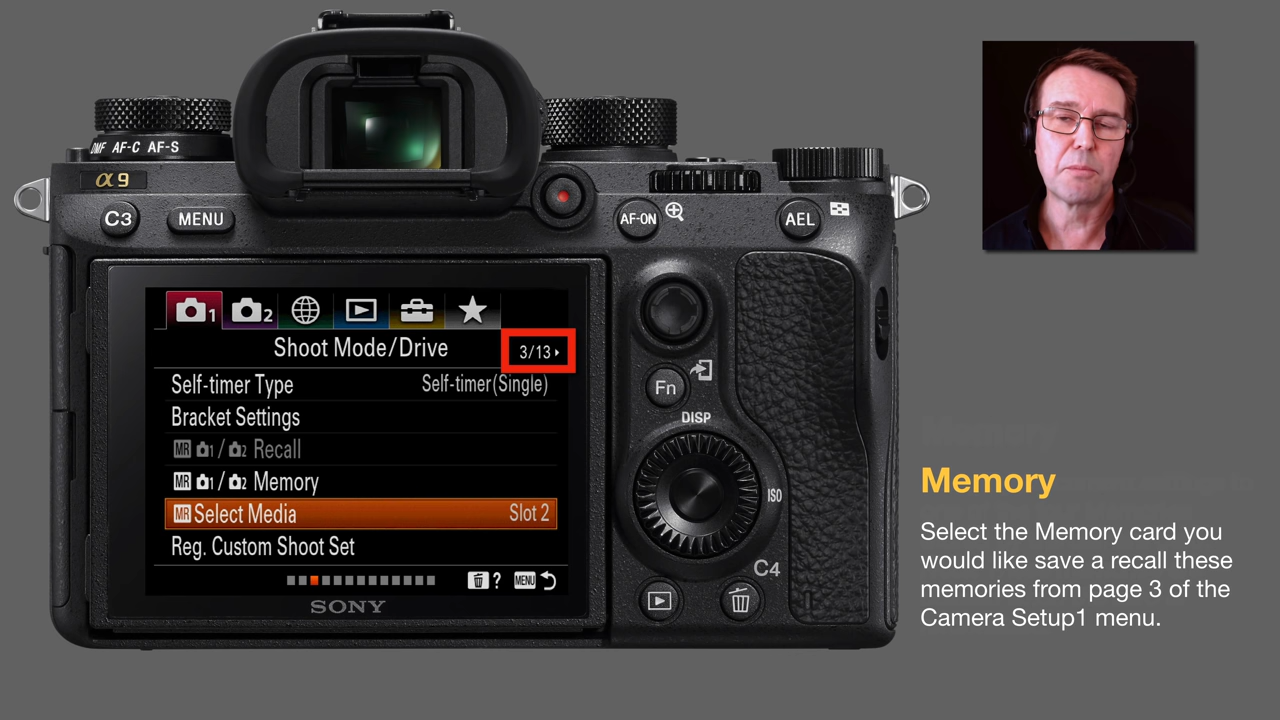 DMF AF-C AF-S
α9
C3
MENU
AF-ON
AEL
1
2
Shoot Mode/Drive
3/13
Self-timer Type Self-timer(Single)
Bracket Settings
MR 1/2 Recall
MR 1/2 Memory
MR Select Media Slot 2
Reg. Custom Shoot Set
? MENU
SONY
Fn
DISP
ISO
C4
Memory
Select the Memory card you
would like save a recall these
memories from page 3 of the
Camera Setup1 menu.